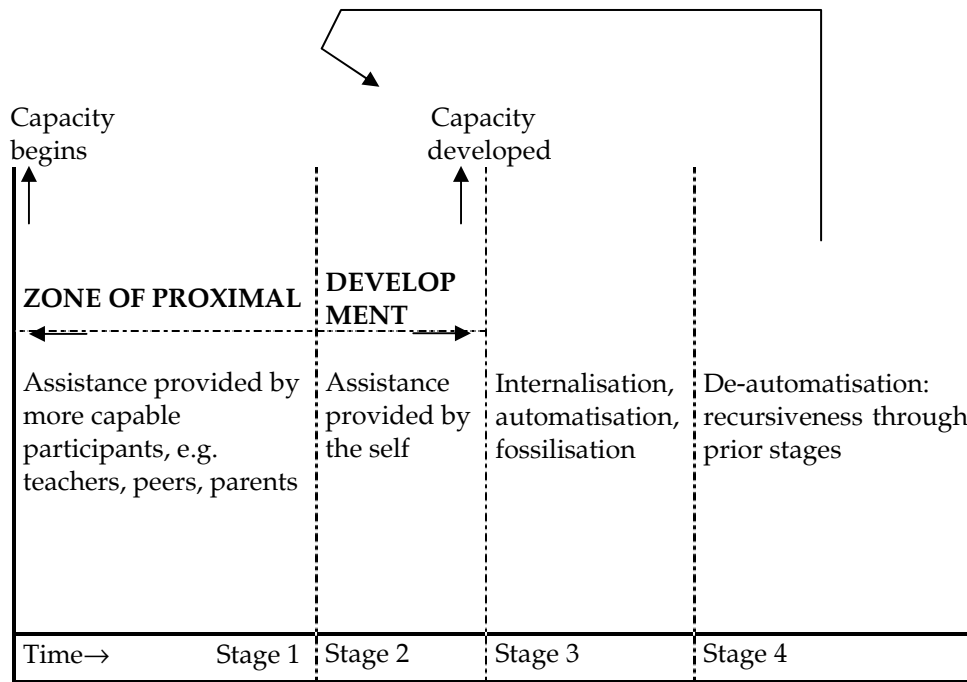 Capacity
begins
Capacity
developed
ZONE OF PROXIMAL
DEVELOP
MENT
Assistance provided by
more capable
participants, e.g.
teachers, peers, parents
Assistance
provided by
the self
Internalisation,
automatisation,
fossilisation
De-automatisation:
recursiveness through
prior stages
Time→ Stage 1
Stage 2
Stage 3
Stage 4